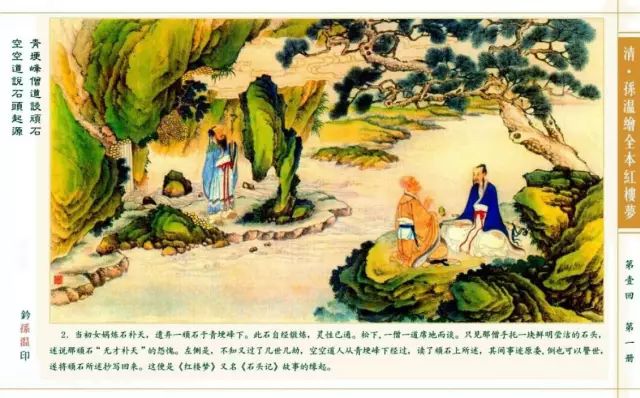 清·孫溫繪全本紅樓夢
第壹回 第一册
青埂峰僧道談頑石
空空道説石頭起源
鈐孫溫印
2. 当初女娲炼石补天，遗弃一顽石于青埂峰下。此石自经锻炼，灵性已通。松下，一僧一道席地而谈。只见那僧手托一块鲜明莹洁的石头，
述说那顽石“无才补天”的怨愧。左侧是，不知又过了几世几劫，空空道人从青埂峰下经过，读了顽石上所述，其间事迹原委，倒也可以警世，
遂将顽石所述抄写回来。这便是《红楼梦》又名《石头记》故事的缘起。